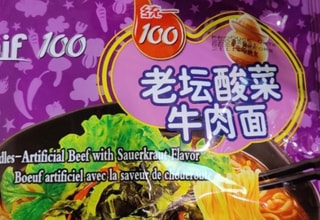 if 100
统一
100
老坛酸菜
牛肉面
dles-Artificial Beef with Sauerkraut Flavor
Boeuf artificiel avec la saveur de choucroute